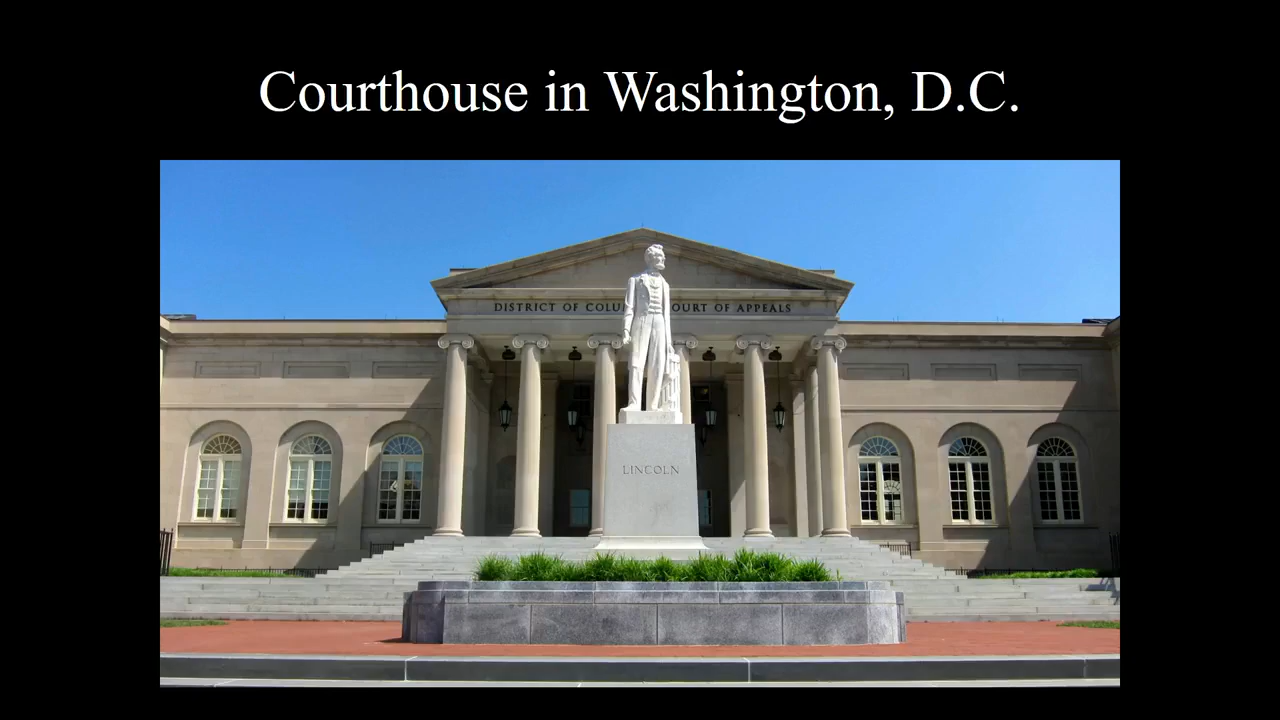 Courthouse in Washington, D.C.
DISTRICT OF COLU OURT OF APPEALS
LINCOLN